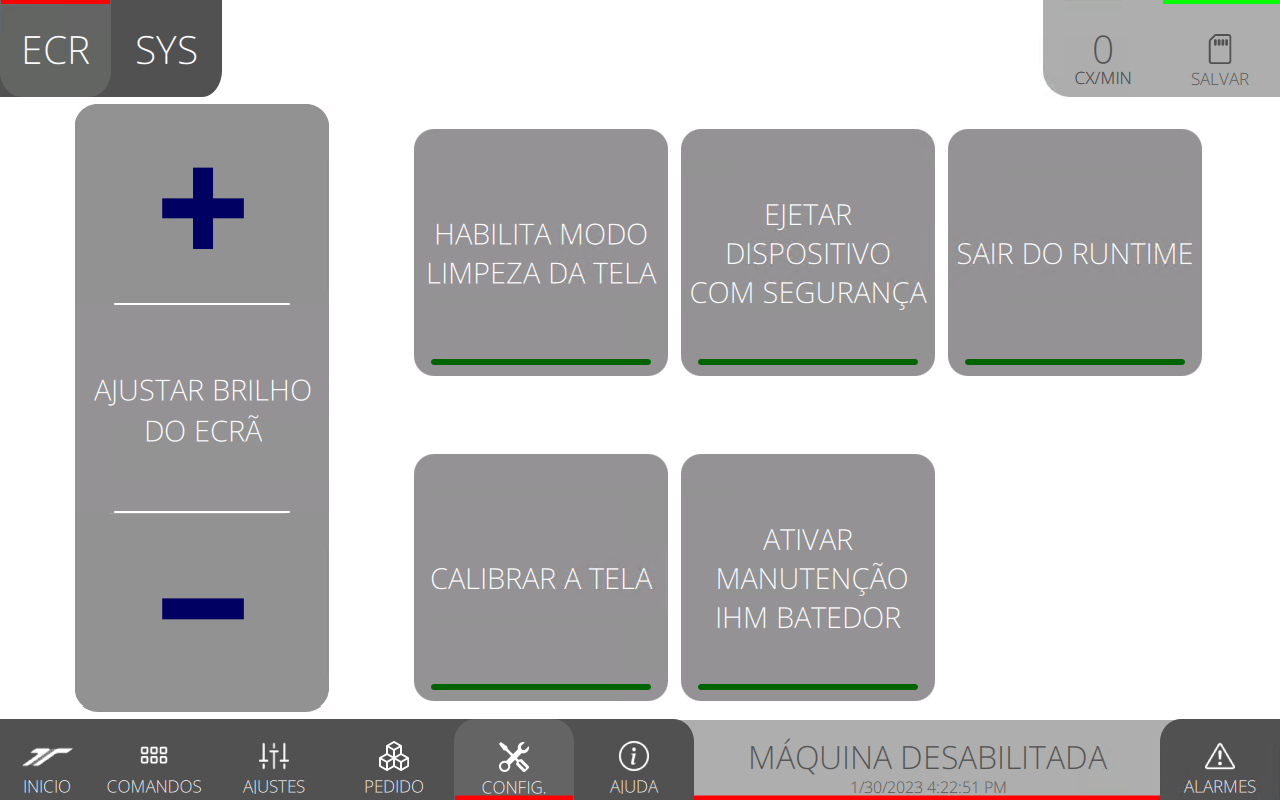 ECR
SYS
0
CX/MIN
SALVAR
AJUSTAR BRILHO
DO ECRÃ
HABILITA MODO
LIMPEZA DA TELA
EJETAR
DISPOSITIVO
COM SEGURANÇA
SAIR DO RUNTIME
CALIBRAR A TELA
ATIVAR
MANUTENÇÃO
IHM BATEDOR
INICIO
COMANDOS
AJUSTES
PEDIDO
CONFIG.
AJUDA
MÁQUINA DESABILITADA
1/30/2023 4:22:51 PM
ALARMES